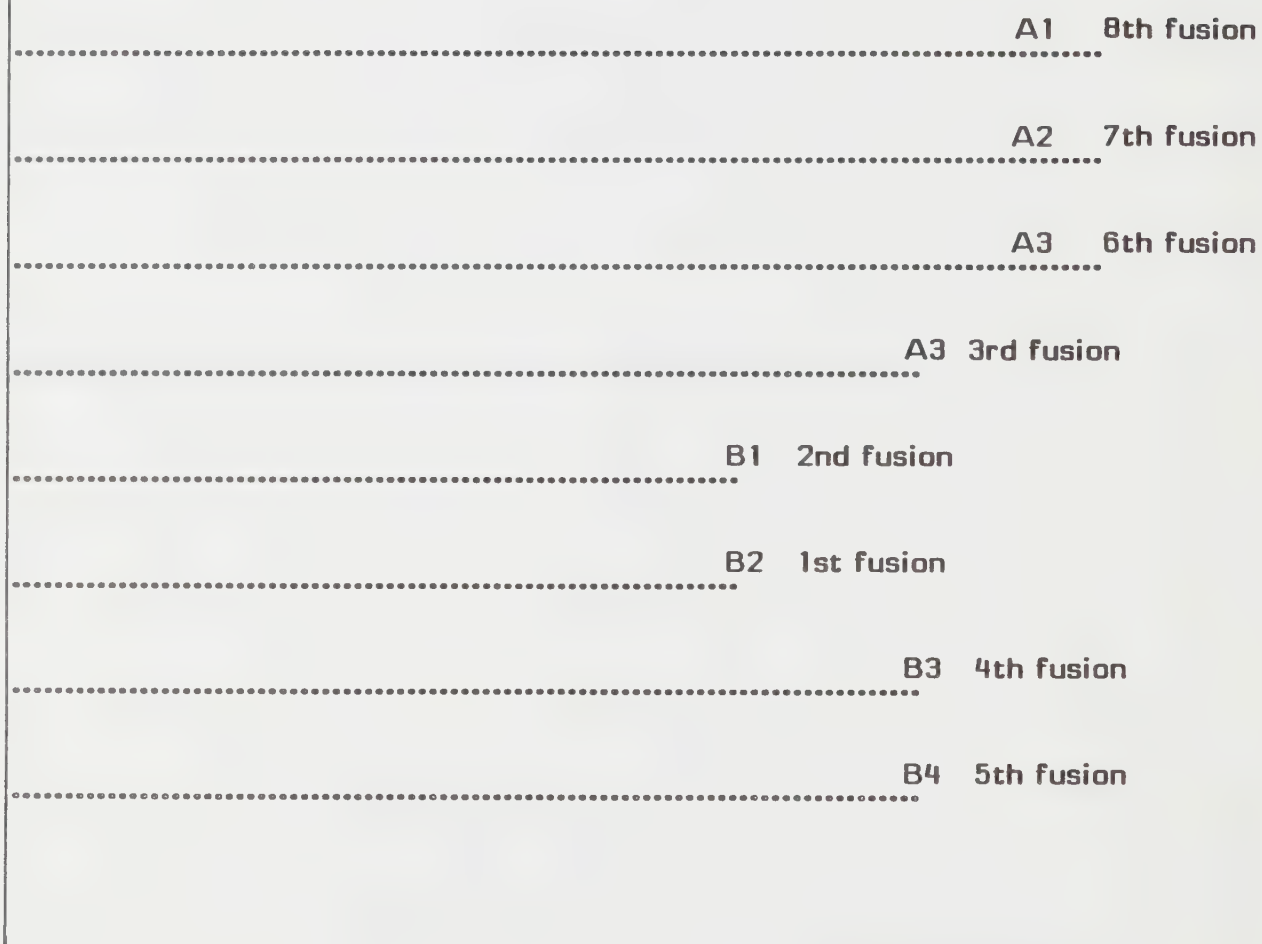 A1 8th fusion
A2 7th fusion
A3 6th fusion
A3 3rd fusion
B1 2nd fusion
B2 1st fusion
B3 4th fusion
B4 5th fusion